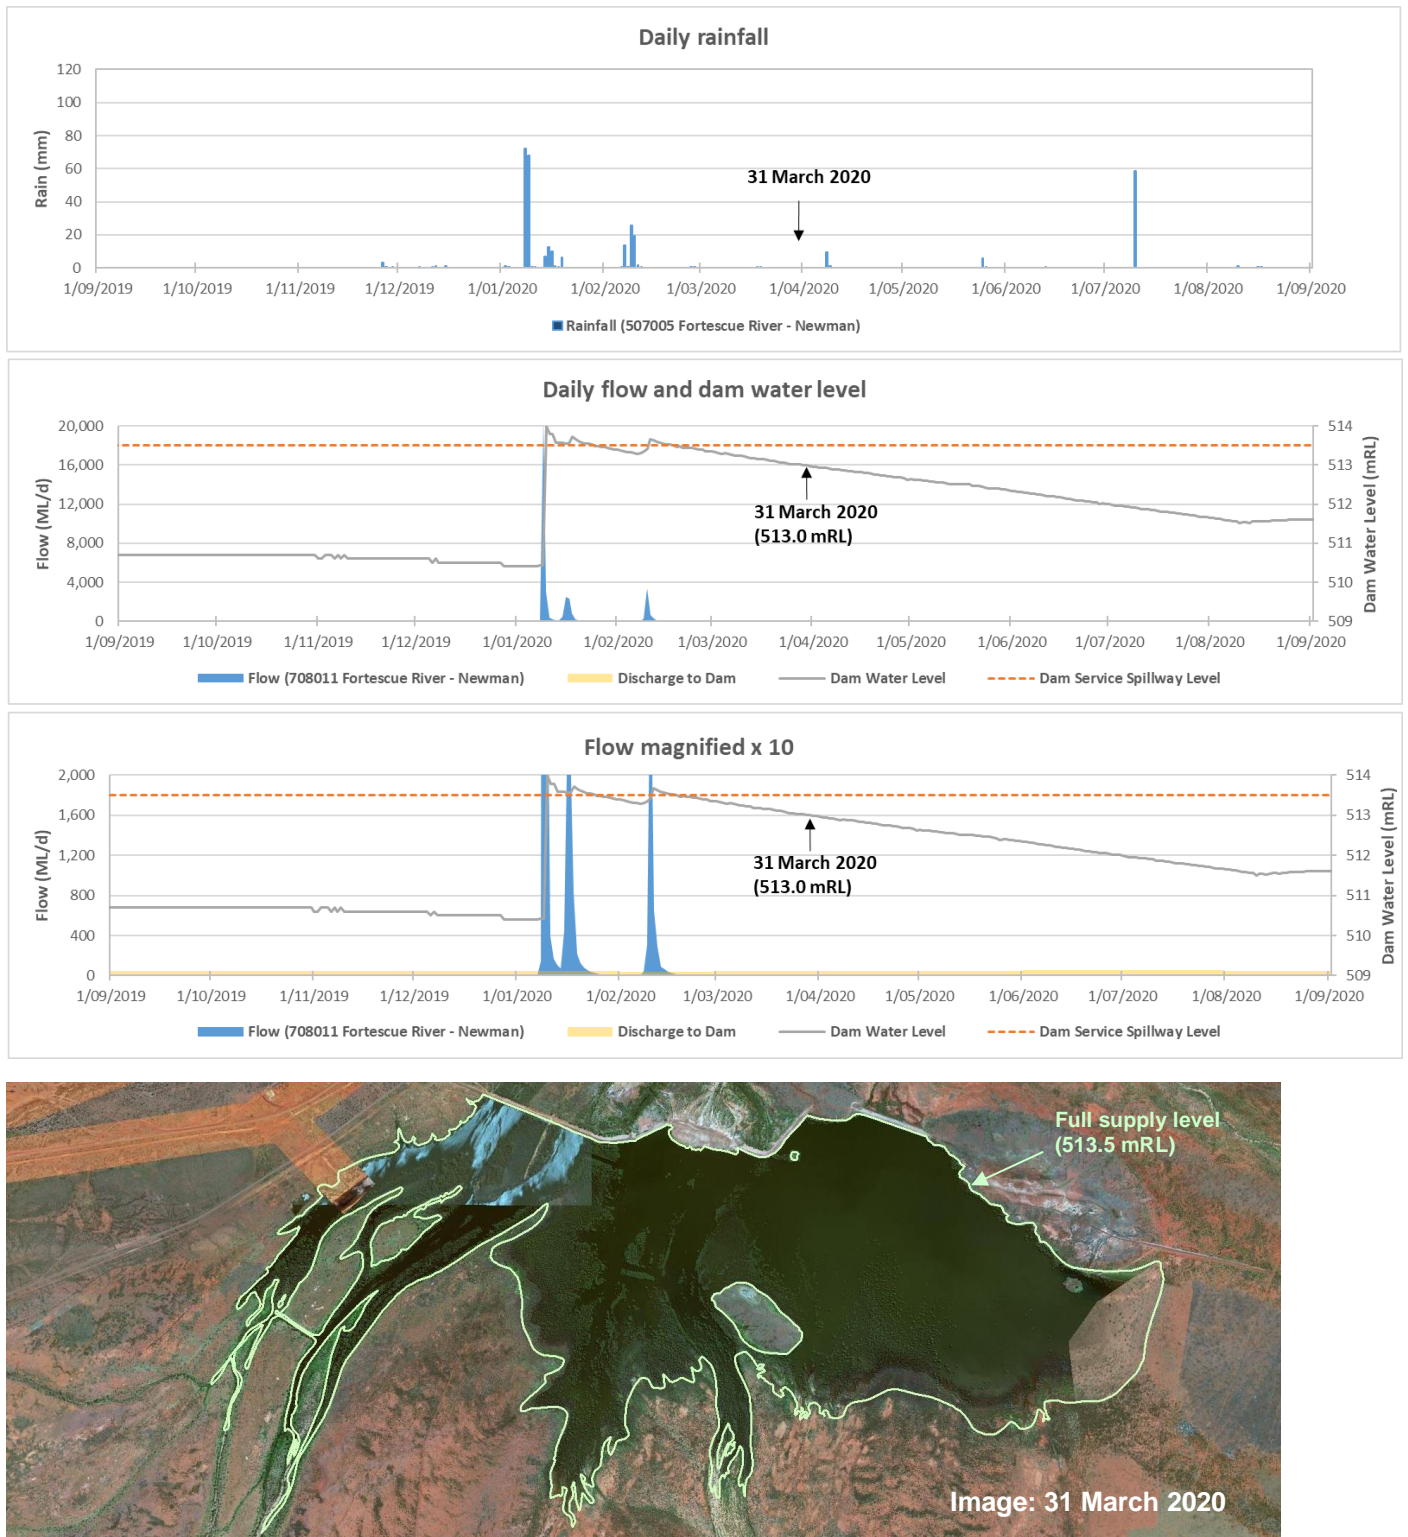 Daily rainfall
120
100
80
60
40
20
0
Rain (mm)
31 March 2020
1/09/2019 1/10/2019 1/11/2019 1/12/2019 1/01/2020 1/02/2020 1/03/2020 1/04/2020 1/05/2020 1/06/2020 1/07/2020 1/08/2020 1/09/2020
Rainfall (507005 Fortescue River - Newman)
Daily flow and dam water level
20,000
16,000
12,000
8,000
4,000
0
Flow (ML/d)
514
513
512
511
510
509
Dam Water Level (mRL)
31 March 2020
(513.0 mRL)
1/09/2019 1/10/2019 1/11/2019 1/12/2019 1/01/2020 1/02/2020 1/03/2020 1/04/2020 1/05/2020 1/06/2020 1/07/2020 1/08/2020 1/09/2020
Flow (708011 Fortescue River - Newman) Discharge to Dam Dam Water Level Dam Service Spillway Level
Flow magnified x 10
2,000
1,600
1,200
800
400
0
Flow (ML/d)
514
513
512
511
510
509
Dam Water Level (mRL)
31 March 2020
(513.0 mRL)
1/09/2019 1/10/2019 1/11/2019 1/12/2019 1/01/2020 1/02/2020 1/03/2020 1/04/2020 1/05/2020 1/06/2020 1/07/2020 1/08/2020 1/09/2020
Flow (708011 Fortescue River - Newman) Discharge to Dam Dam Water Level Dam Service Spillway Level
Full supply level
(513.5 mRL)
Image: 31 March 2020